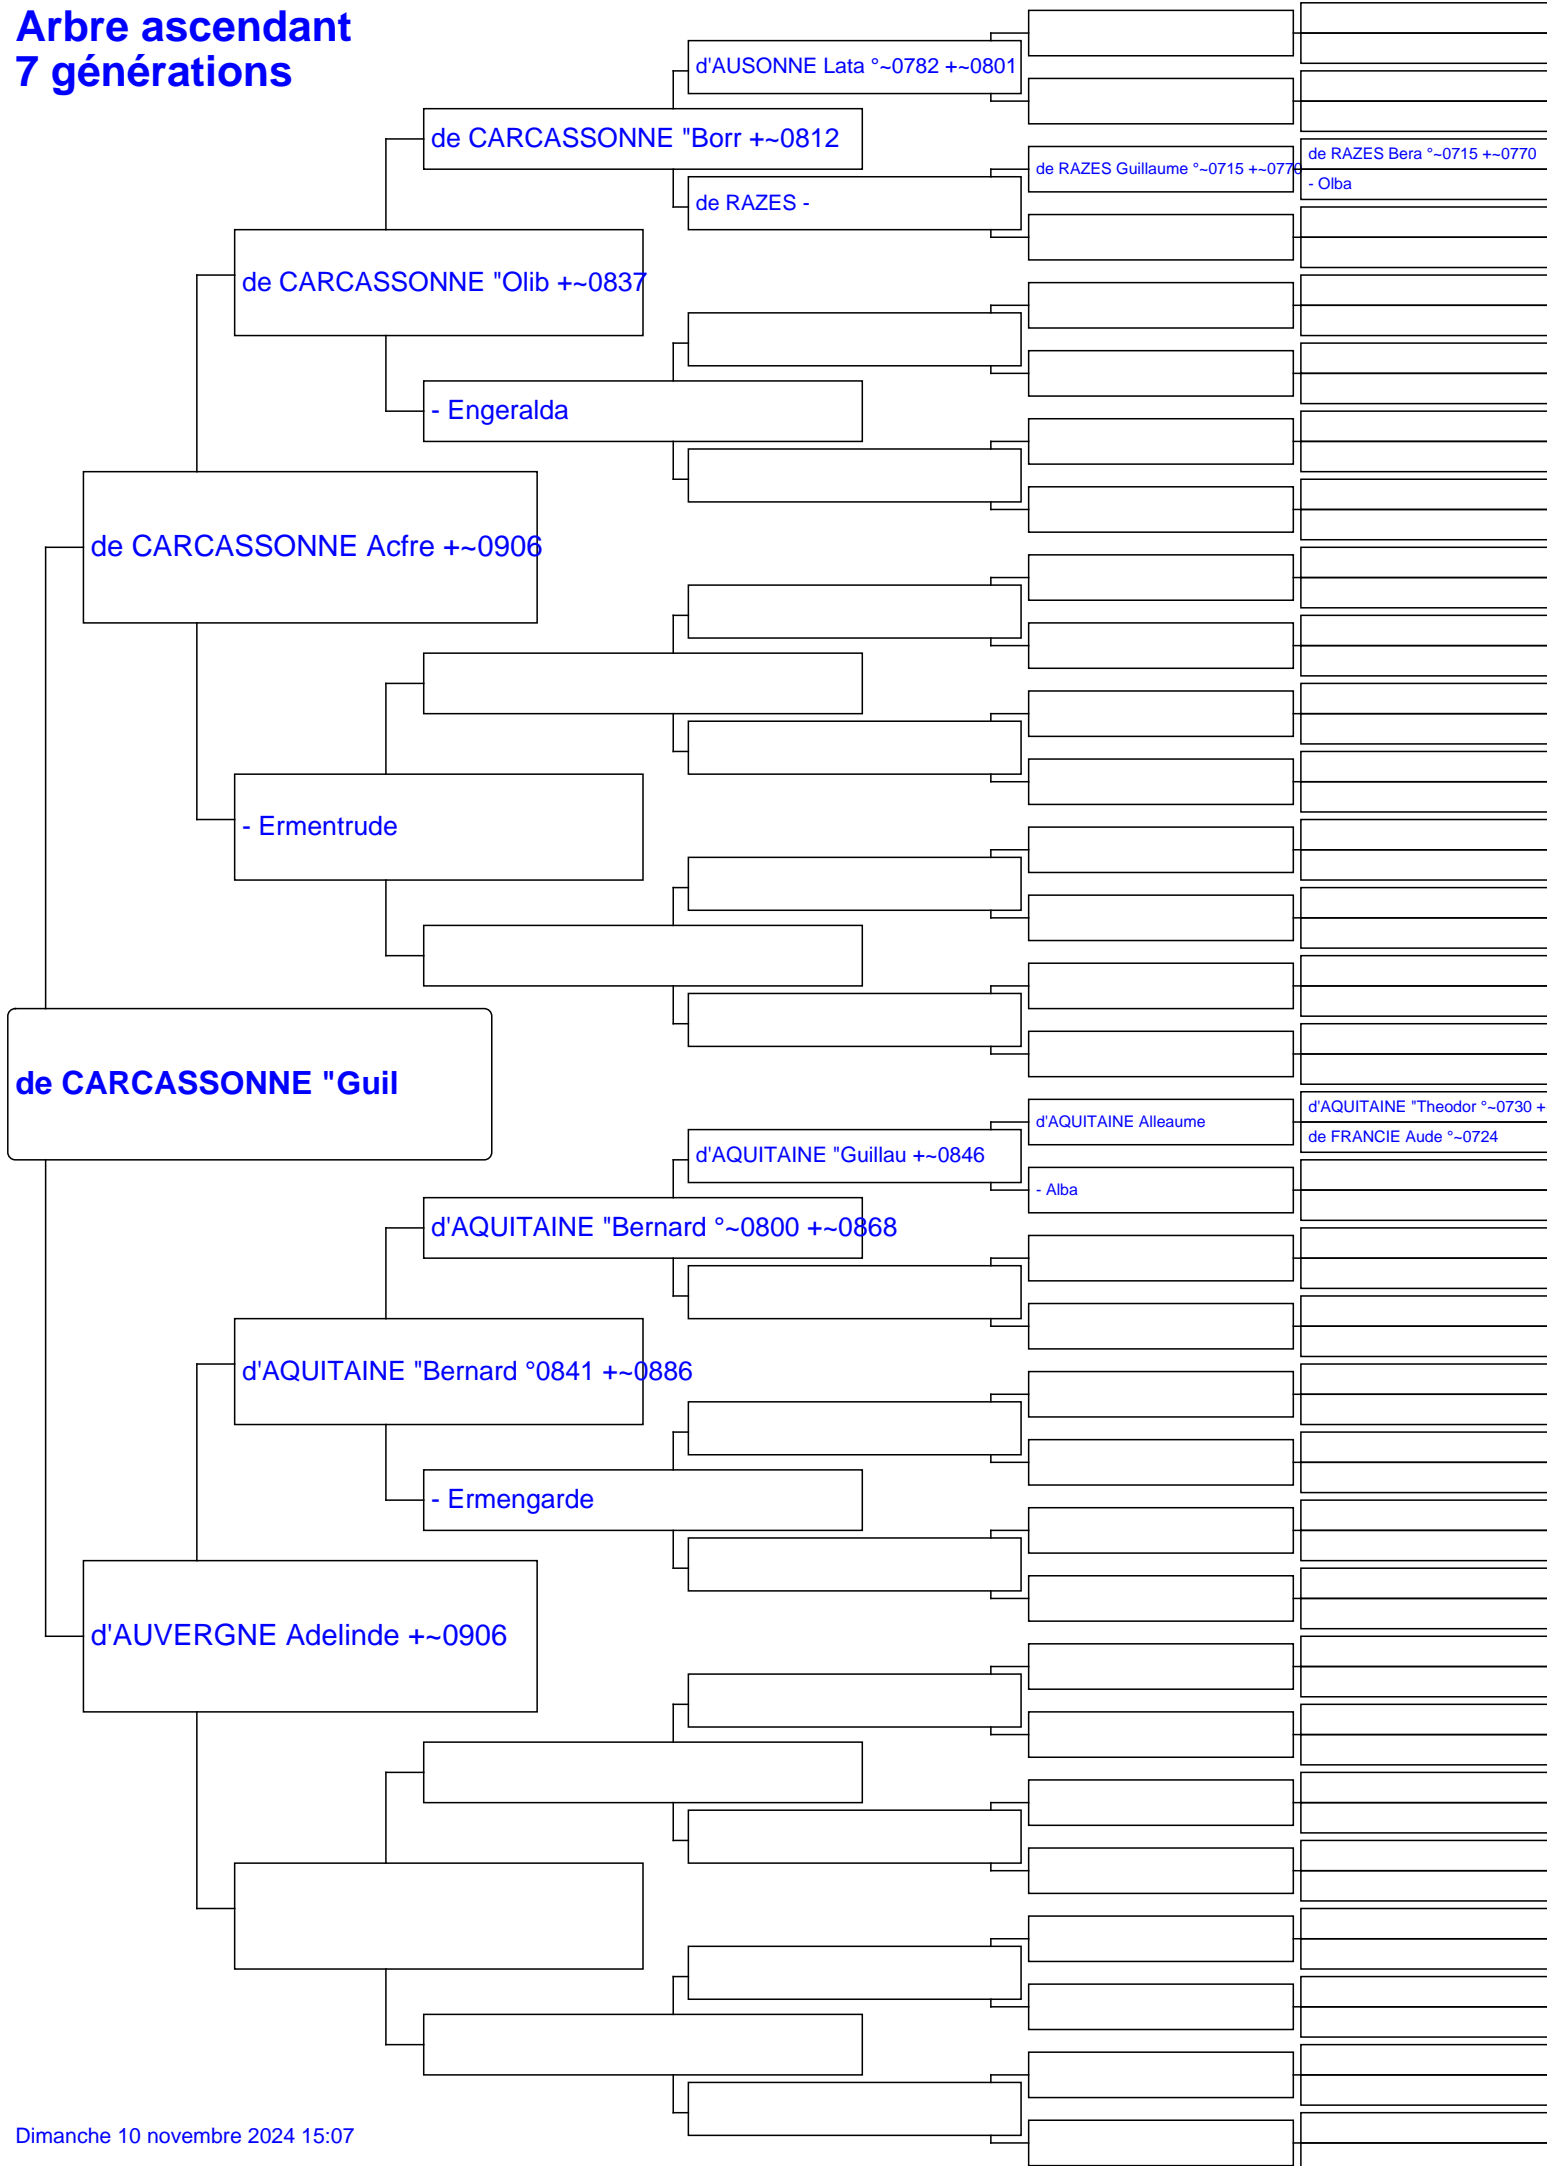 Arbre ascendant
7 générations
d'AUSONNE Lata °~0782 +~0801
de CARCASSONNE "Borr +~0812
de RAZES Guillaume °~0715 +~0770
de RAZES Bera °~0715 +~0770
- Olba
de RAZES -
de CARCASSONNE "Olib +~0837
- Engeralda
de CARCASSONNE Acfre +~0906
- Ermentrude
de CARCASSONNE "Guil
d'AQUITAINE Alleaume
d'AQUITAINE "Theodor °~0730 +
de FRANCIE Aude °~0724
d'AQUITAINE "Guillau +~0846
- Alba
d'AQUITAINE "Bernard °~0800 +~0868
d'AQUITAINE "Bernard °0841 +~0886
- Ermengarde
d'AUVERGNE Adelinde +~0906
Dimanche 10 novembre 2024 15:07